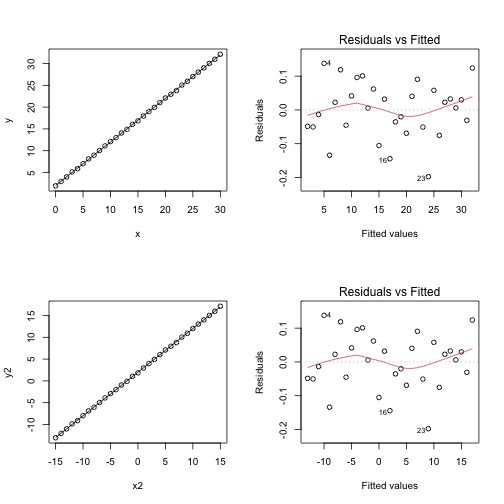 Residuals vs Fitted
y
5 10 15 20 25 30
0 5 10 15 20 25 30
x
Residuals
-0.2 -0.1 0.0 0.1
4
16
23
5 10 15 20 25 30
Fitted values
Residuals vs Fitted
y2
-10 -5 0 5 10 15
-15 -10 -5 0 5 10 15
x2
Residuals
-0.2 -0.1 0.0 0.1
4
16
23
-10 -5 0 5 10 15
Fitted values